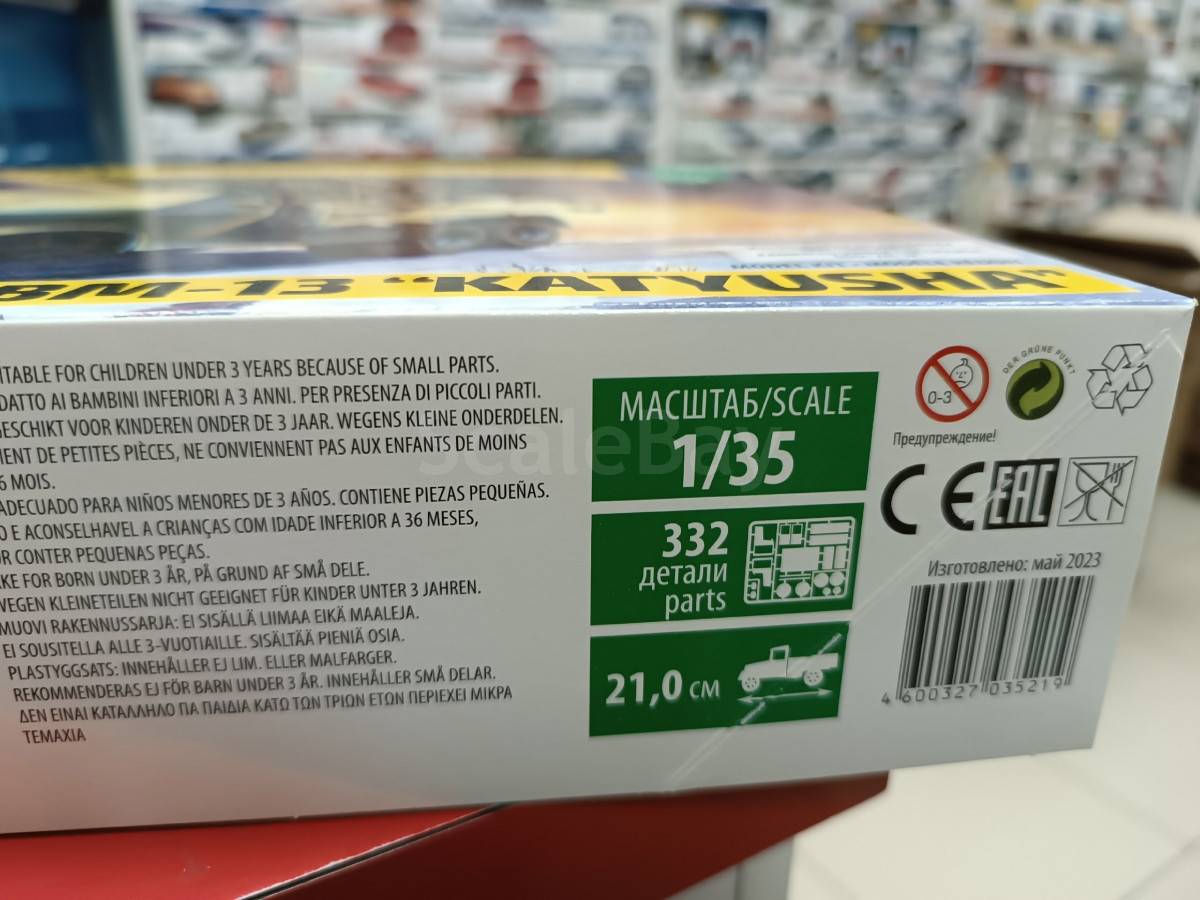 BM-13 "KATYUSHA"
ITABLE FOR CHILDREN UNDER 3 YEARS BECAUSE OF SMALL PARTS.
DATTO AI BAMBINI INFERIORI A 3 ANNI. PER PRESENZA DI PICCOLI PARTI.
GESCHIKT VOOR KINDEREN ONDER DE 3 JAAR. WEGENS KLEINE ONDERDELEN.
IENT DE PETITES PIÈCES, NE CONVIENNENT PAS AUX ENFANTS DE MOINS
6 MOIS.
ADECUADO PARA NIÑOS MENORES DE 3 AÑOS. CONTIENE PIEZAS PEQUEÑAS.
O E ACONSELHAVEL A CRIANÇAS COM IDADE INFERIOR A 36 MESES,
R CONTER PEQUENAS PEÇAS.
KE FOR BORN UNDER 3 ÅR, PÅ GRUND AF SMÅ DELE.
WEGEN KLEINETEILEN NICHT GEEIGNET FÜR KINDER UNTER 3 JAHREN.
MUOVI RAKENNUSSARJA: EI SISÄLLÄ LIIMAA EIKÄ MAALEJA.
EI SOUSITELLA ALLE 3-VUOTIAILLE. SISÄLTÄÄ PIENIÄ OSIA.
PLASTYGGSATS: INNEHÅLLER EJ LIM. ELLER MALFARGER.
REKOMMENDERAS EJ FÖR BARN UNDER 3 ÅR. INNEHÅLLER SMÅ DELAR.
ΔΕΝ ΕΙΝΑΙ ΚΑΤΑΛΛΗΛΟ ΓΙΑ ΠΑΙΔΙΑ ΚΑΤΩ ΤΩΝ ΤΡΙΩΝ ΕΤΩΝ ΠΕΡΙΕΧΕΙ ΜΙΚΡΑ
ΤΕΜΑΧΙΑ
МАСШТАБ/SCALE
1/35
332
детали
parts
21,0 см
0-3
Предупреждение!
DER GRÜNE PUNKT
CE EAC
Изготовлено: май 2023
4 600327 035219
ScaleBay